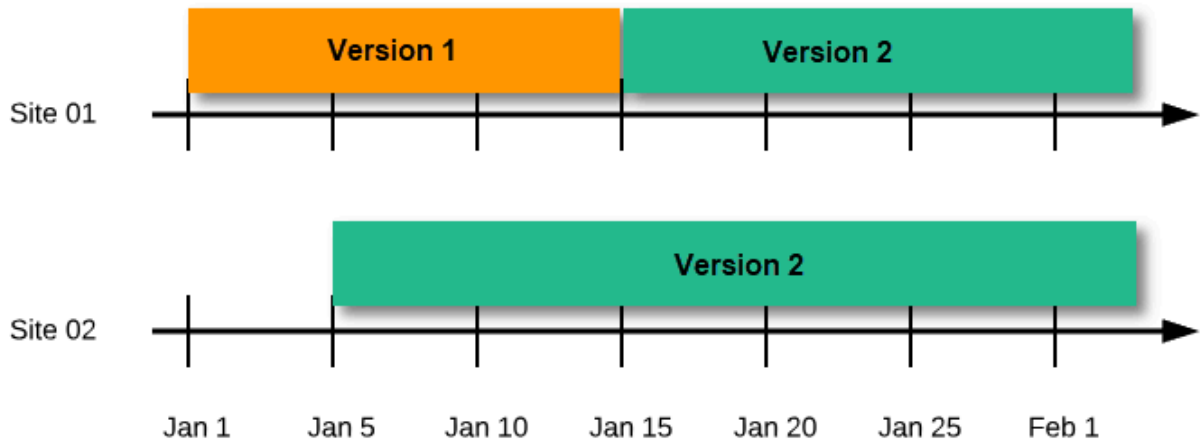 Version 1
Version 2
Site 01
Version 2
Site 02
Jan 1
Jan 5
Jan 10
Jan 15
Jan 20
Jan 25
Feb 1